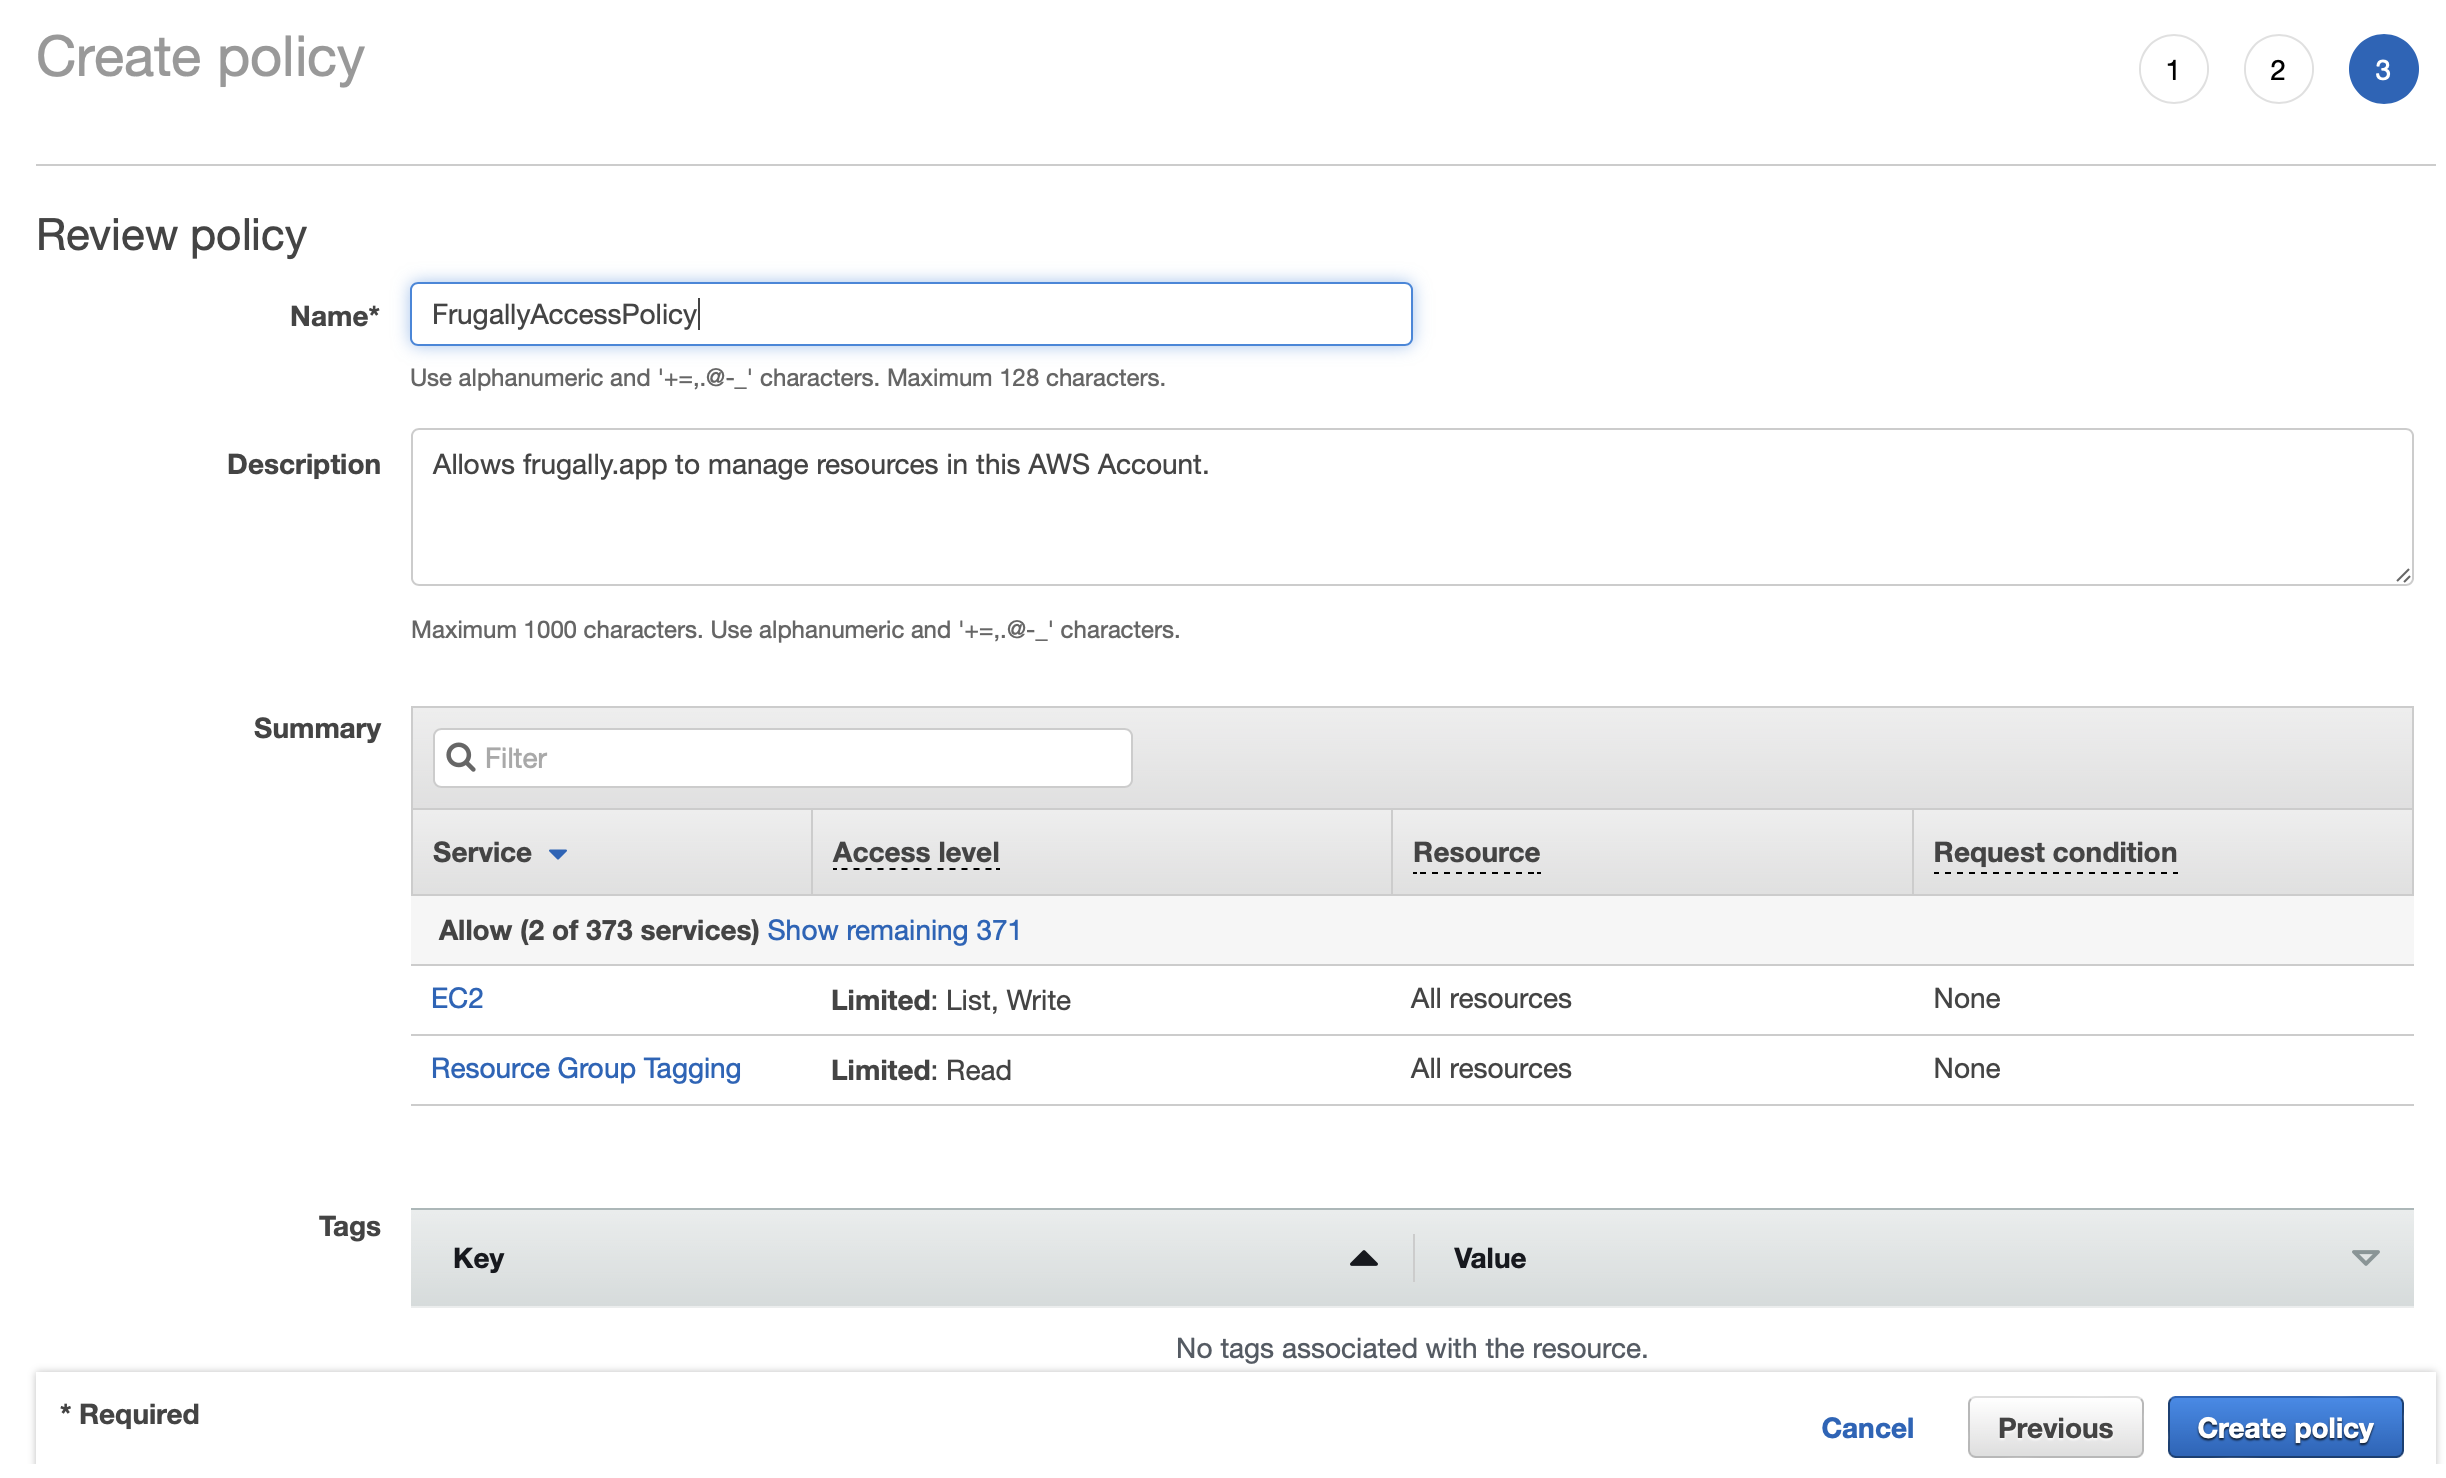 Create policy
1 2 3
Review policy
Name* FrugallyAccessPolicy
Use alphanumeric and '+=,.@-_' characters. Maximum 128 characters.
Description Allows frugally.app to manage resources in this AWS Account.
Maximum 1000 characters. Use alphanumeric and '+=,.@-_' characters.
Summary
Filter
Service Access level Resource Request condition
Allow (2 of 373 services) Show remaining 371
EC2 Limited: List, Write All resources None
Resource Group Tagging Limited: Read All resources None
Tags
Key Value
No tags associated with the resource.
* Required Cancel Previous Create policy